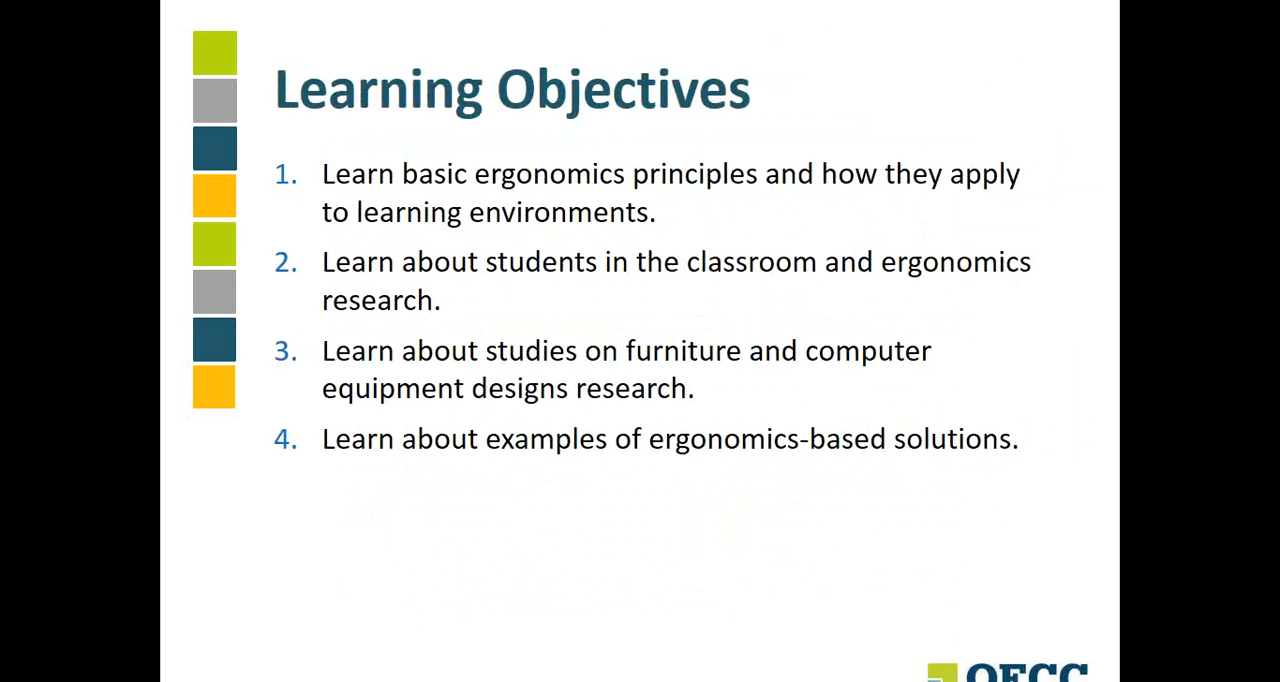 Learning Objectives
1. Learn basic ergonomics principles and how they apply
to learning environments.
2. Learn about students in the classroom and ergonomics
research.
3. Learn about studies on furniture and computer
equipment designs research.
4. Learn about examples of ergonomics-based solutions.
OFCC